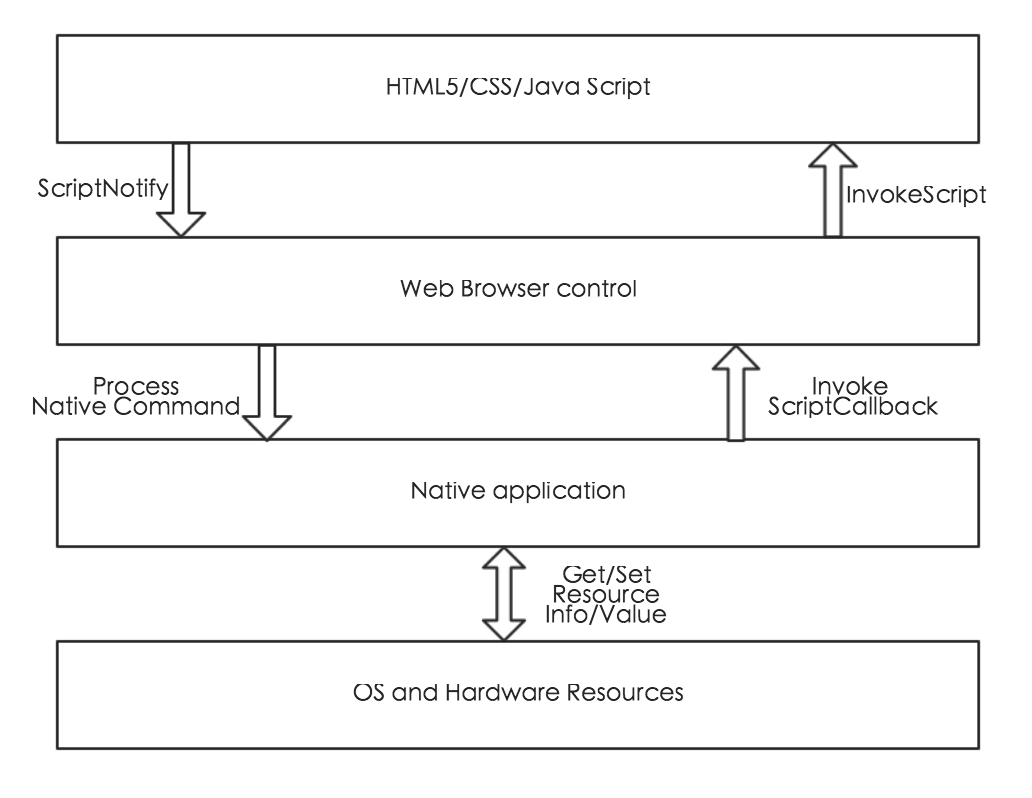 HTML5/CSS/Java Script
ScriptNotify
InvokeScript
Web Browser control
Process
Native Command
Invoke
ScriptCallback
Native application
Get/Set
Resource
Info/Value
OS and Hardware Resources